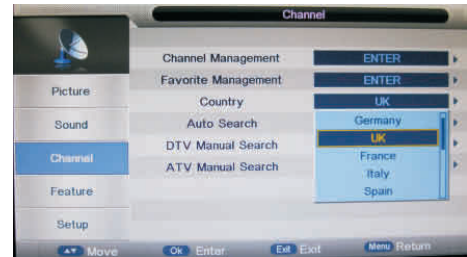 Channel
Channel Management ENTER
Favorite Management ENTER
Country UK
Auto Search
DTV Manual Search
ATV Manual Search
Germany
UK
France
Italy
Spain
Picture
Sound
Channel
Feature
Setup
Move OK Enter Exit Exit Menu Return